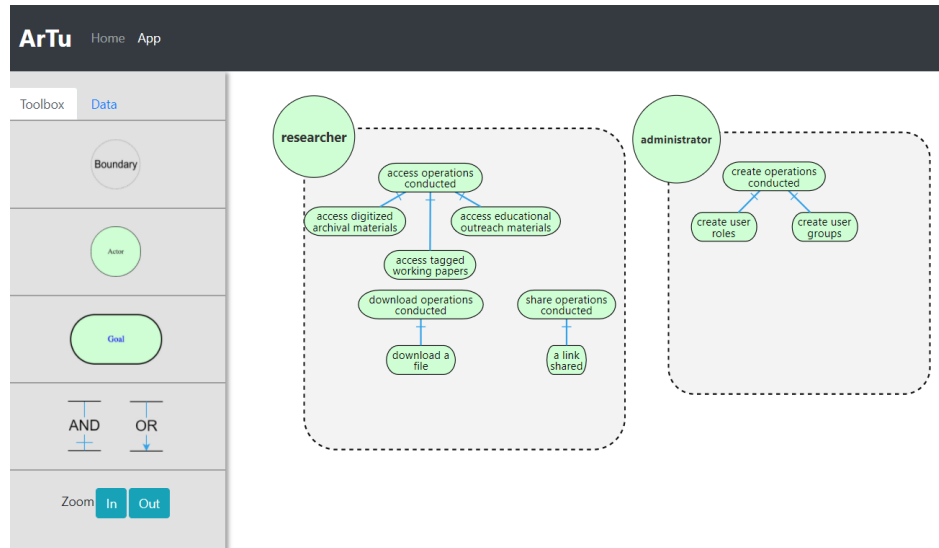 ArTu Home App
Toolbox Data
Boundary
Actor
Goal
AND OR
Zoom In Out
researcher
access operations
conducted
access digitized
archival materials
access educational
outreach materials
access tagged
working papers
download operations
conducted
share operations
conducted
download a
file
a link
shared
administrator
create operations
conducted
create user
roles
create user
groups